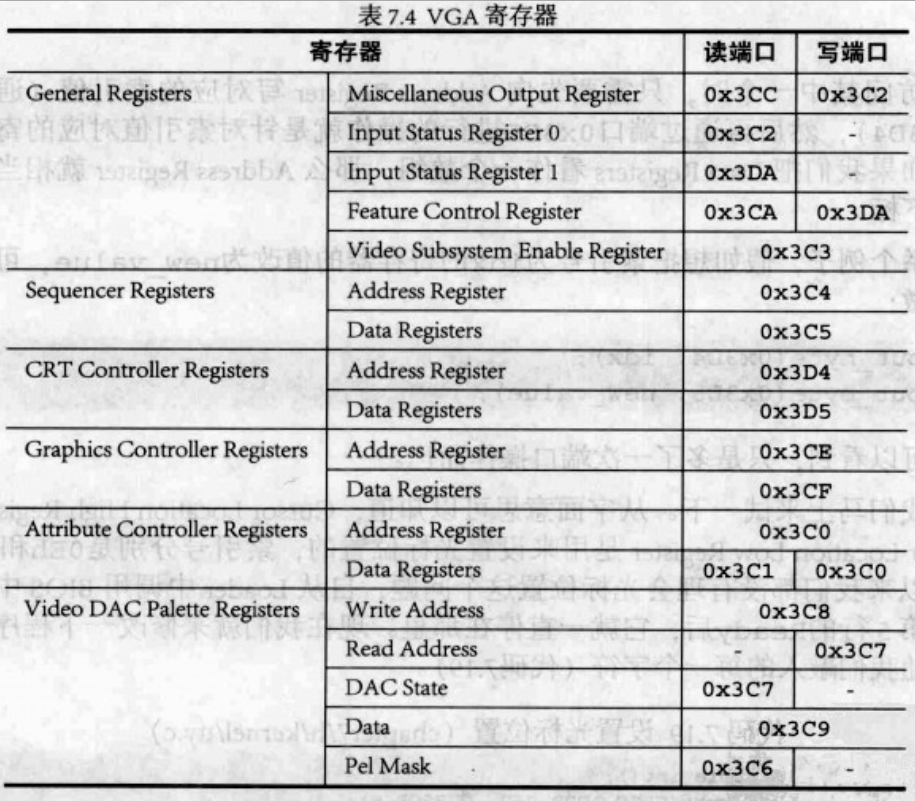 表 7.4 VGA 寄存器
寄存器 读端口 写端口
General Registers Miscellaneous Output Register 0x3CC 0x3C2
Input Status Register 0 0x3C2 -
Input Status Register 1 0x3DA -
Feature Control Register 0x3CA 0x3DA
Video Subsystem Enable Register 0x3C3
Sequencer Registers Address Register 0x3C4
Data Registers 0x3C5
CRT Controller Registers Address Register 0x3D4
Data Registers 0x3D5
Graphics Controller Registers Address Register 0x3CE
Data Registers 0x3CF
Attribute Controller Registers Address Register 0x3C0
Data Registers 0x3C1 0x3C0
Video DAC Palette Registers Write Address 0x3C8
Read Address - 0x3C7
DAC State 0x3C7 -
Data 0x3C9
Pel Mask 0x3C6 -